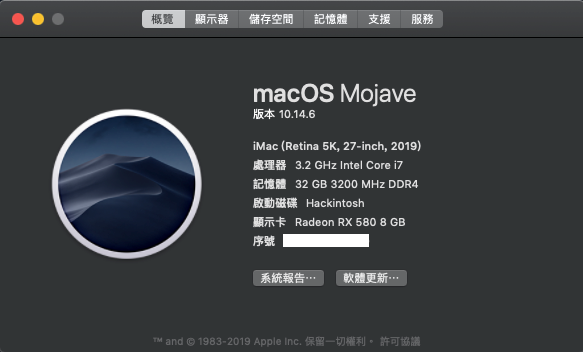 概覽 顯示器 儲存空間 記憶體 支援 服務
macOS Mojave
版本 10.14.6
iMac (Retina 5K, 27-inch, 2019)
處理器 3.2 GHz Intel Core i7
記憶體 32 GB 3200 MHz DDR4
啟動磁碟 Hackintosh
顯示卡 Radeon RX 580 8 GB
序號
系統報告⋯ 軟體更新⋯
™ and © 1983-2019 Apple Inc. 保留一切權利。 許可協議